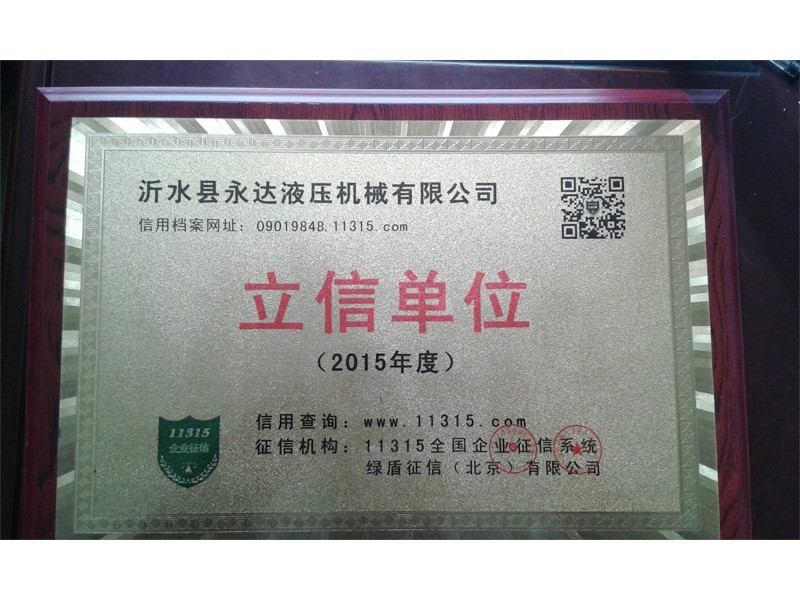 沂水县永达液压机械有限公司
信用档案网址：09019848.11315.com
立信单位
（2015年度）
信用查询：www.11315.com
征信机构：11315全国企业征信系统
绿盾征信（北京）有限公司
11315
企业征信